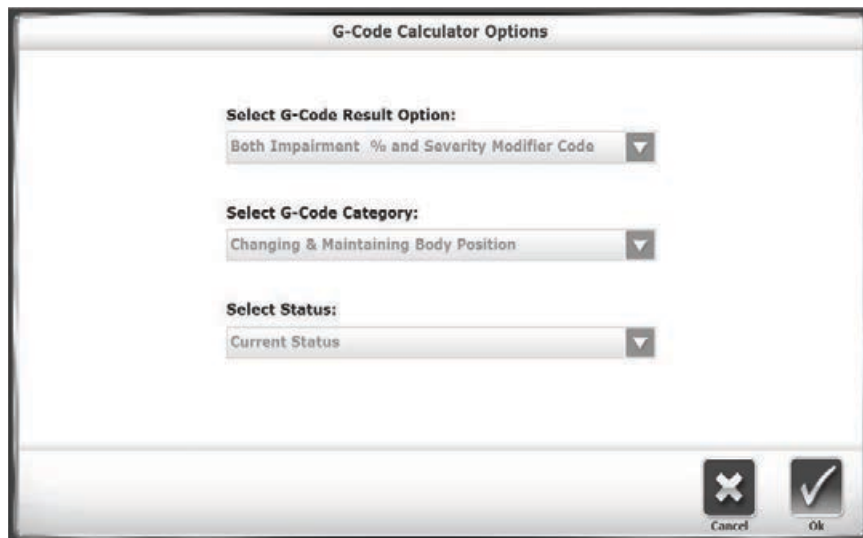 G-Code Calculator Options
Select G-Code Result Option:
Both Impairment % and Severity Modifier Code
Select G-Code Category:
Changing & Maintaining Body Position
Select Status:
Current Status
Cancel
Ok